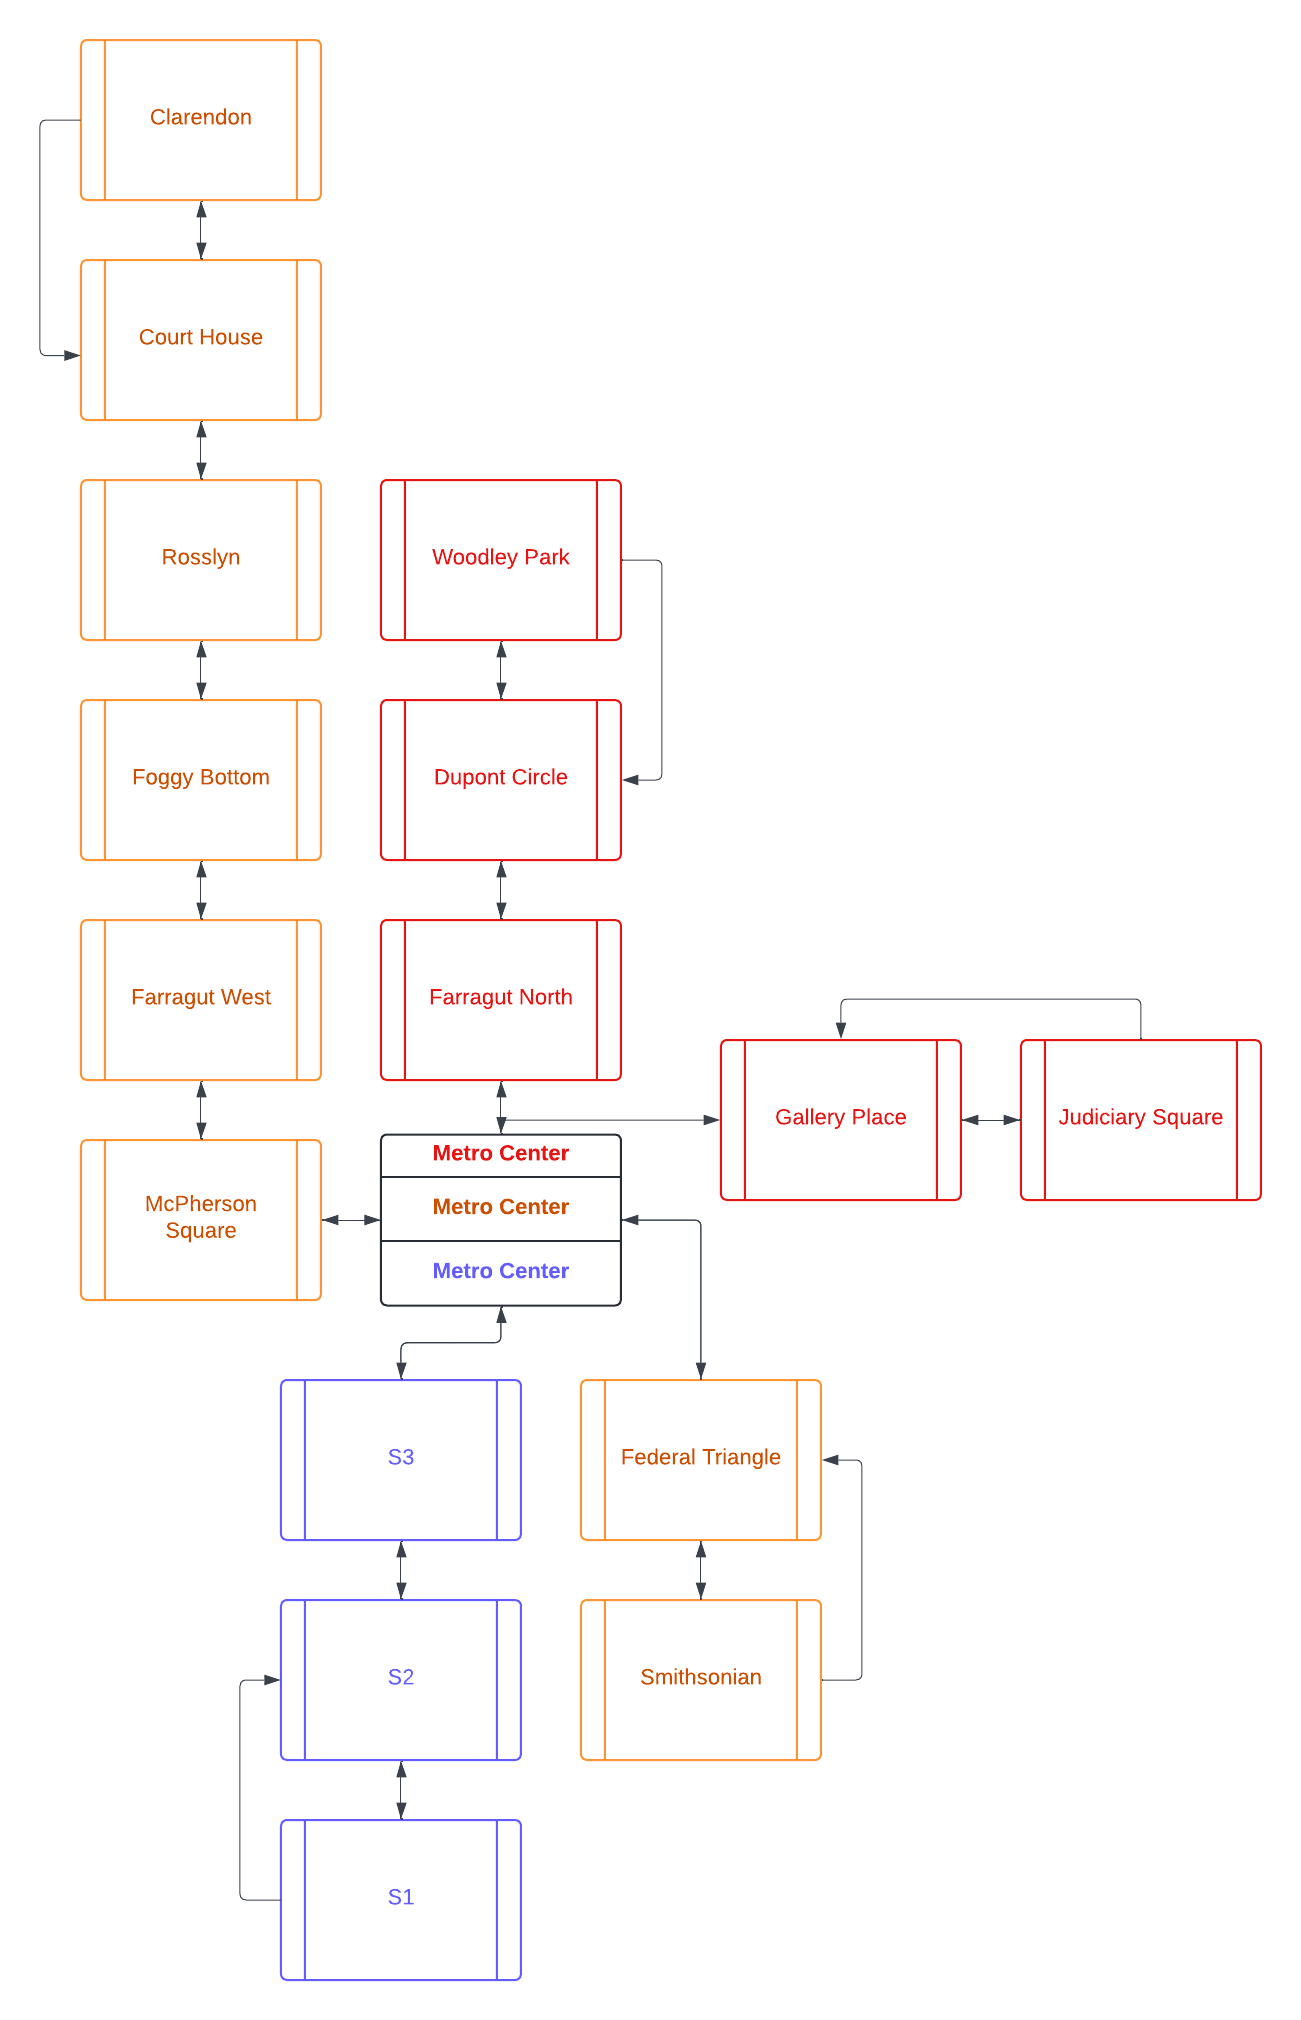 Clarendon
Court House
Rosslyn
Woodley Park
Foggy Bottom
Dupont Circle
Farragut West
Farragut North
Gallery Place
Judiciary Square
McPherson
Square
Metro Center
Metro Center
Metro Center
S3
Federal Triangle
S2
Smithsonian
S1